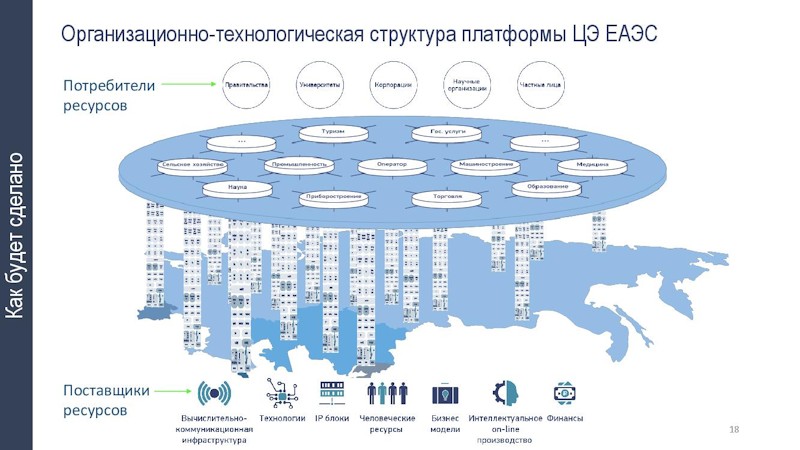 Организационно-технологическая структура платформы ЦЭ ЕАЭС
Как будет сделано
Потребители
ресурсов
Правительства
Университеты
Корпорации
Научные
организации
Частные лица
...
Туризм
Гос. услуги
...
Сельское хозяйство
Промышленность
Оператор
Машиностроение
Медицина
Наука
Приборостроение
Торговля
Образование
Поставщики
ресурсов
Вычислительно-
коммуникационная
инфраструктура
Технологии
IP блоки
Человеческие
ресурсы
Бизнес
модели
Интеллектуальное
on-line
производство
Финансы
18